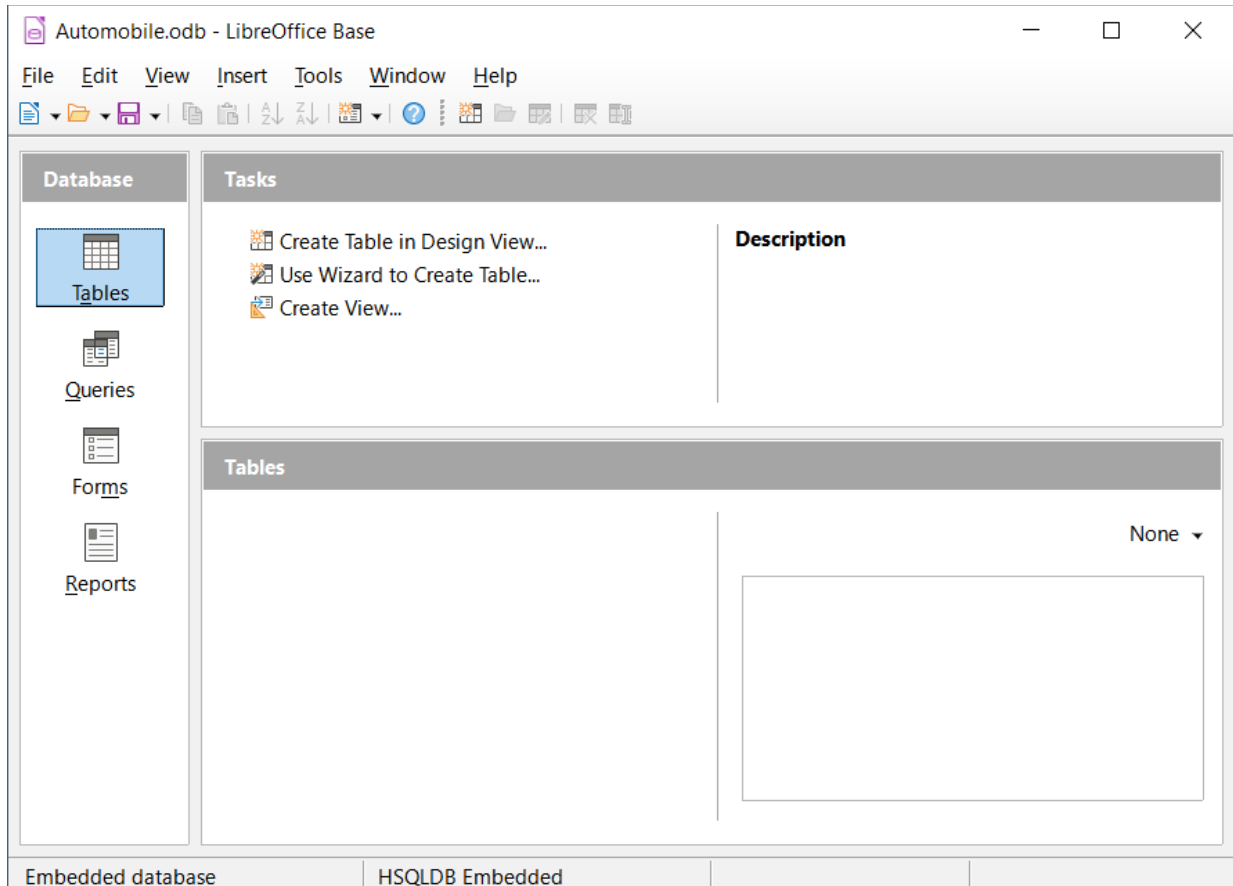 Automobile.odb - LibreOffice Base
File Edit View Insert Tools Window Help
Database
Tables
Queries
Forms
Reports
Tasks
Create Table in Design View...
Use Wizard to Create Table...
Create View...
Description
Tables
None
Embedded database HSQLDB Embedded